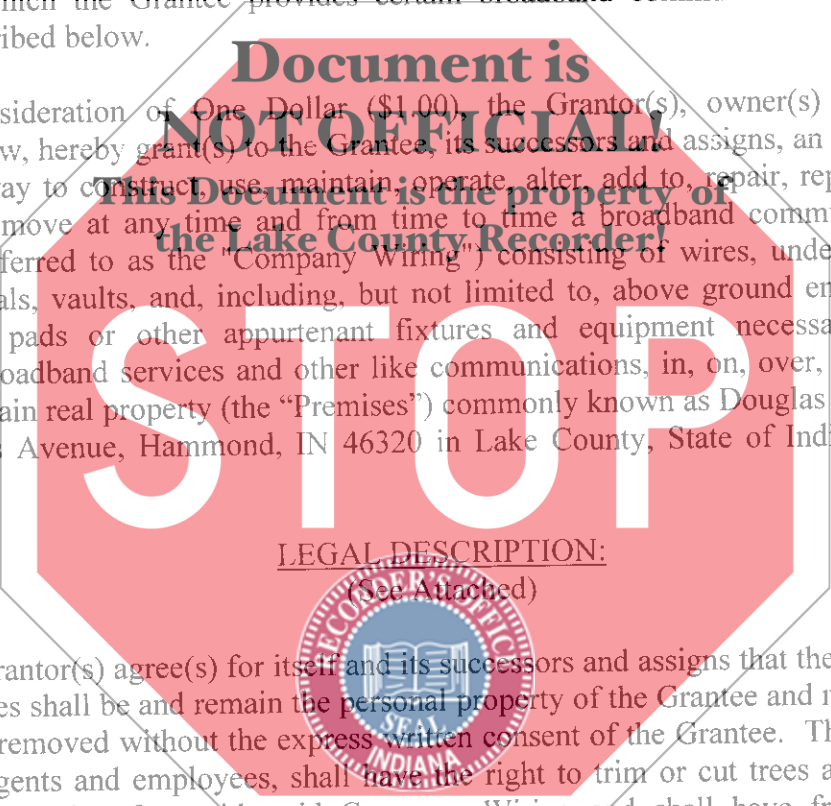 which the Grantee provides certain broadband
ribed below.
Document is
sideration of One Dollar ($1.00), the Grantor(s), owner(s)
NOT OFFICIAL!
w, hereby grant(s) to the Grantee, its successors and assigns, an
This Document is the property of
ay to construct, use, maintain, operate, alter, add to, repair, rep
move at any time and from time to time a broadband comm
the Lake County Recorder!
ferred to as the "Company Wiring") consisting of wires, unde
als, vaults, and, including, but not limited to, above ground en
pads or other appurtenant fixtures and equipment necessa
oadband services and other like communications, in, on, over,
ain real property (the “Premises”) commonly known as Douglas
s Avenue, Hammond, IN 46320 in Lake County, State of Indi
STOP
LEGAL DESCRIPTION:
(See Attached)
RECORDER'S OFFICE
rantor(s) agree(s) for itself and its successors and assigns that the
es shall be and remain the personal property of the Grantee and
SEAL
removed without the express written consent of the Grantee. Th
INDIANA
gents and employees, shall have the right to trim or cut trees a